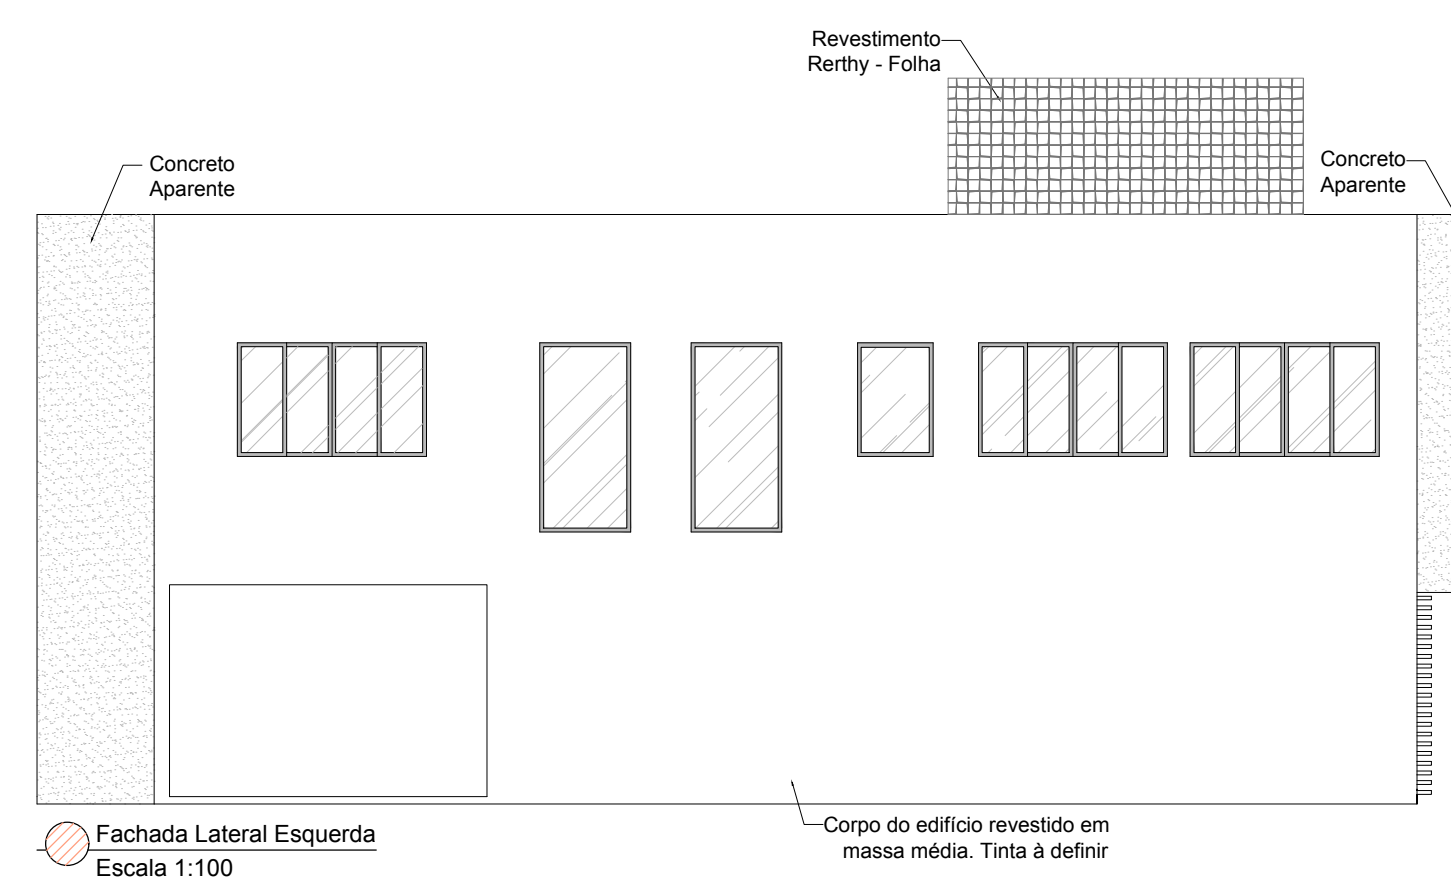 Revestimento
Rerthy - Folha
Concreto
Aparente
Concreto
Aparente
Corpo do edifício revestido em
massa média. Tinta à definir
Fachada Lateral Esquerda
Escala 1:100